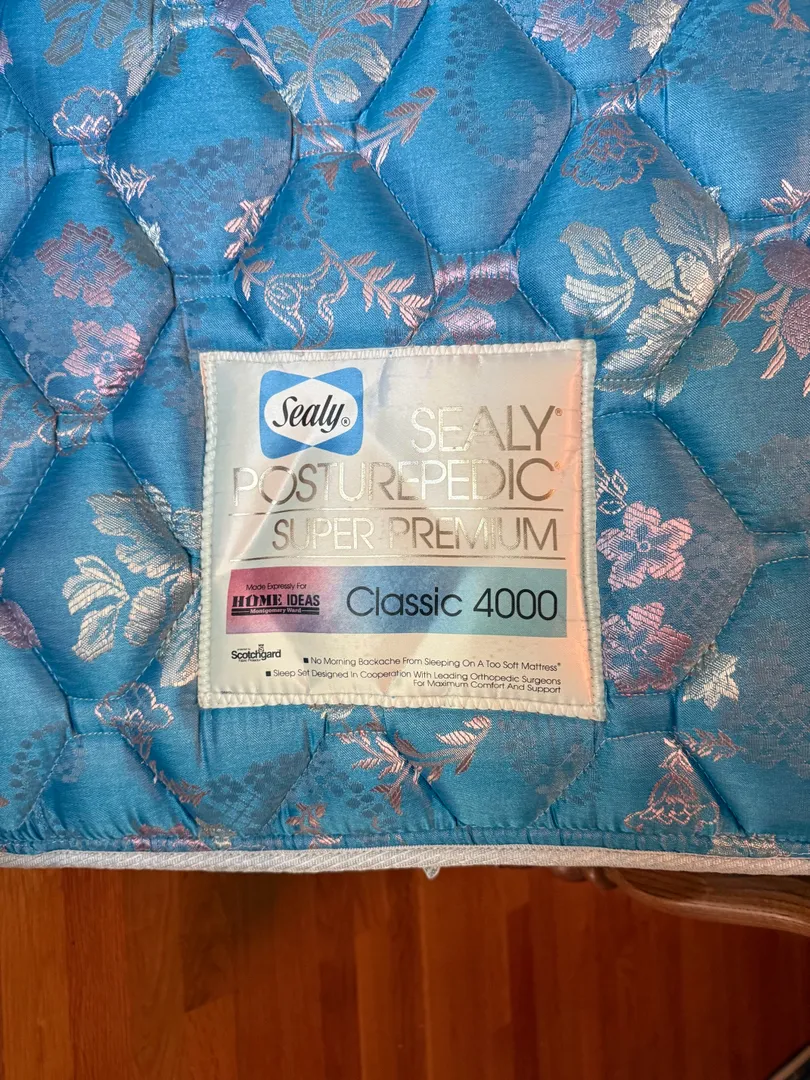 Sealy®
SEALY®
POSTUREPEDIC®
SUPER PREMIUM
Made Expressly For
HOME IDEAS
Montgomery Ward
Classic 4000
Scotchgard
■ No Morning Backache From Sleeping On A Too Soft Mattress®
■ Sleep Set Designed In Cooperation With Leading Orthopedic Surgeons
For Maximum Comfort And Support